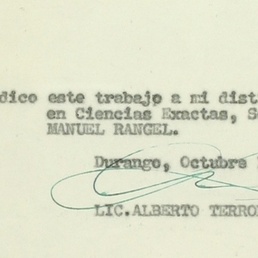 dico este trabajo a mi dist
en Ciencias Exactas, S
MANUEL RANGEL.
Durango, Octubre
LIC.ALBERTO TERRO